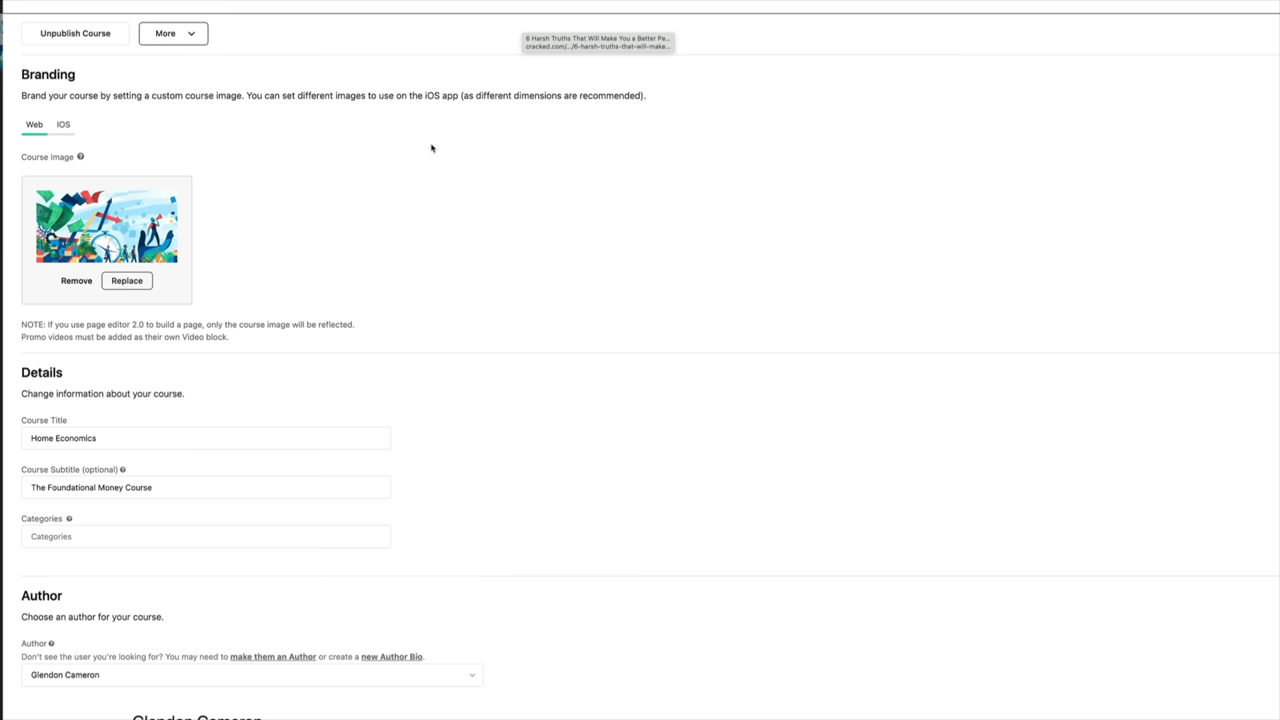 Unpublish Course
More
6 Harsh Truths That Will Make You a Better Pe...
cracked.com/.../6-harsh-truths-that-will-make...
Branding
Brand your course by setting a custom course image. You can set different images to use on the iOS app (as different dimensions are recommended).
Web
IOS
Course Image
Remove
Replace
NOTE: If you use page editor 2.0 to build a page, only the course image will be reflected.
Promo videos must be added as their own Video block.
Details
Change information about your course.
Course Title
Home Economics
Course Subtitle (optional)
The Foundational Money Course
Categories
Categories
Author
Choose an author for your course.
Author
Don't see the user you're looking for? You may need to make them an Author or create a new Author Bio.
Glendon Cameron
Glendon Cameron